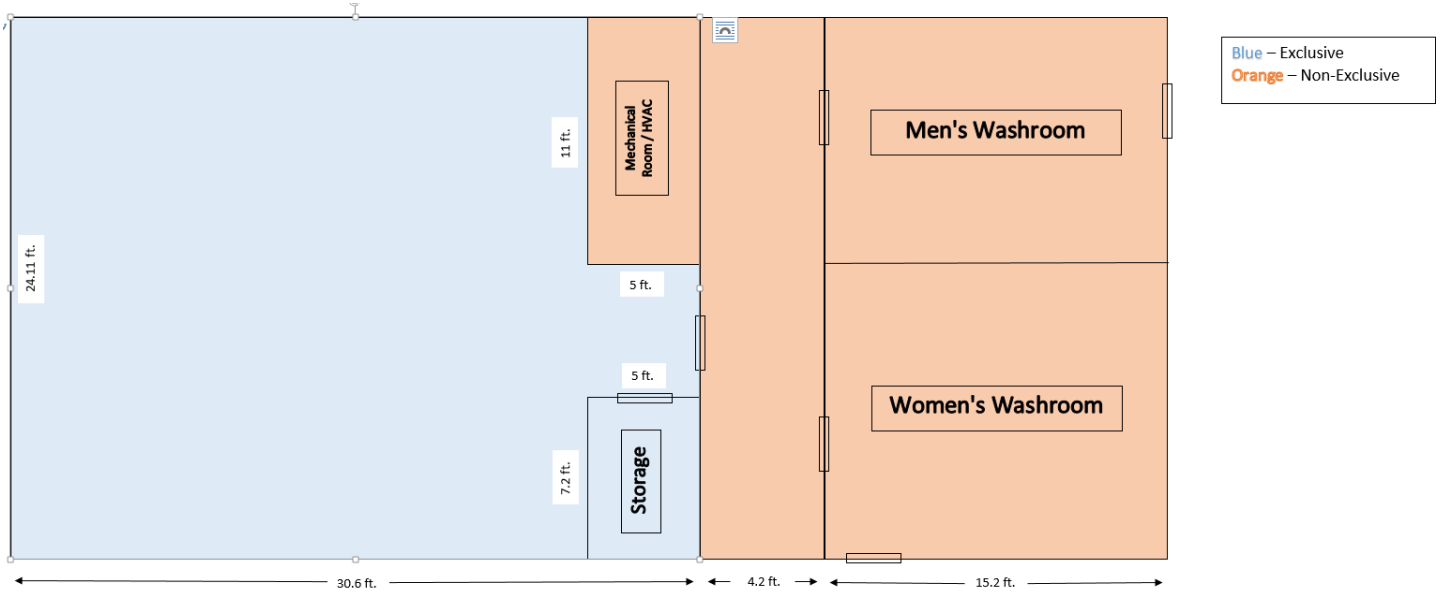 Blue – Exclusive
Orange – Non-Exclusive
Mechanical
Room / HVAC
Men's Washroom
11 ft.
24.11 ft.
5 ft.
5 ft.
Women's Washroom
7.2 ft.
Storage
30.6 ft.
4.2 ft.
15.2 ft.